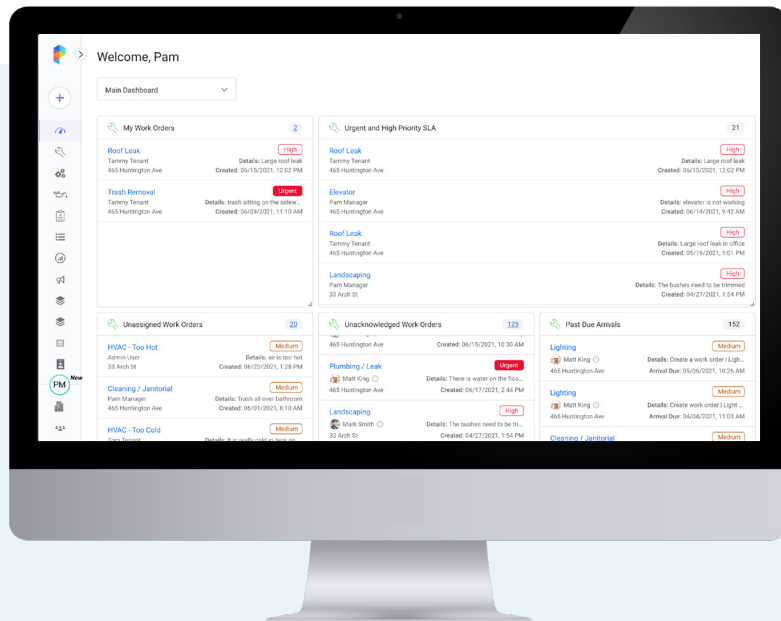 Welcome, Pam
Main Dashboard
My Work Orders 2
Roof Leak High
Tammy Tenant Details: Large roof leak
465 Huntington Ave Created: 06/15/2021, 12:02 PM
Trash Removal Urgent
Tammy Tenant Details: trash sitting on the sidew...
465 Huntington Ave Created: 06/09/2021, 11:10 AM
Urgent and High Priority SLA 21
Roof Leak High
Tammy Tenant Details: Large roof leak
465 Huntington Ave Created: 06/15/2021, 12:02 PM
Elevator High
Pam Manager Details: elevator is not working
465 Huntington Ave Created: 06/14/2021, 9:42 AM
Roof Leak High
Tammy Tenant Details: Large roof leak in office
465 Huntington Ave Created: 05/19/2021, 1:01 PM
Landscaping High
Pam Manager Details: The bushes need to be trimmed
33 Arch St Created: 04/27/2021, 1:54 PM
Unassigned Work Orders 20
HVAC - Too Hot Medium
Admin User Details: air is too hot
33 Arch St Created: 06/22/2021, 1:28 PM
Cleaning / Janitorial Medium
Pam Manager Details: Trash all over bathroom
465 Huntington Ave Created: 06/01/2021, 8:10 AM
HVAC - Too Cold Medium
Tom Tenant Details: It is really cold in here an...
Unacknowledged Work Orders 125
465 Huntington Ave Created: 06/15/2021, 10:30 AM
Plumbing / Leak Urgent
Matt King Details: There is water on the floo...
465 Huntington Ave Created: 06/17/2021, 2:44 PM
Landscaping High
Mark Smith Details: The bushes need to be tri...
33 Arch St Created: 04/27/2021, 1:54 PM
Past Due Arrivals 152
Lighting Medium
Matt King Details: Create a work order | Ligh...
465 Huntington Ave Arrival Due: 05/06/2021, 10:26 AM
Lighting Medium
Matt King Details: Create work order | Light ...
465 Huntington Ave Arrival Due: 04/04/2021, 11:03 AM
Cleaning / Janitorial Medium
PM New